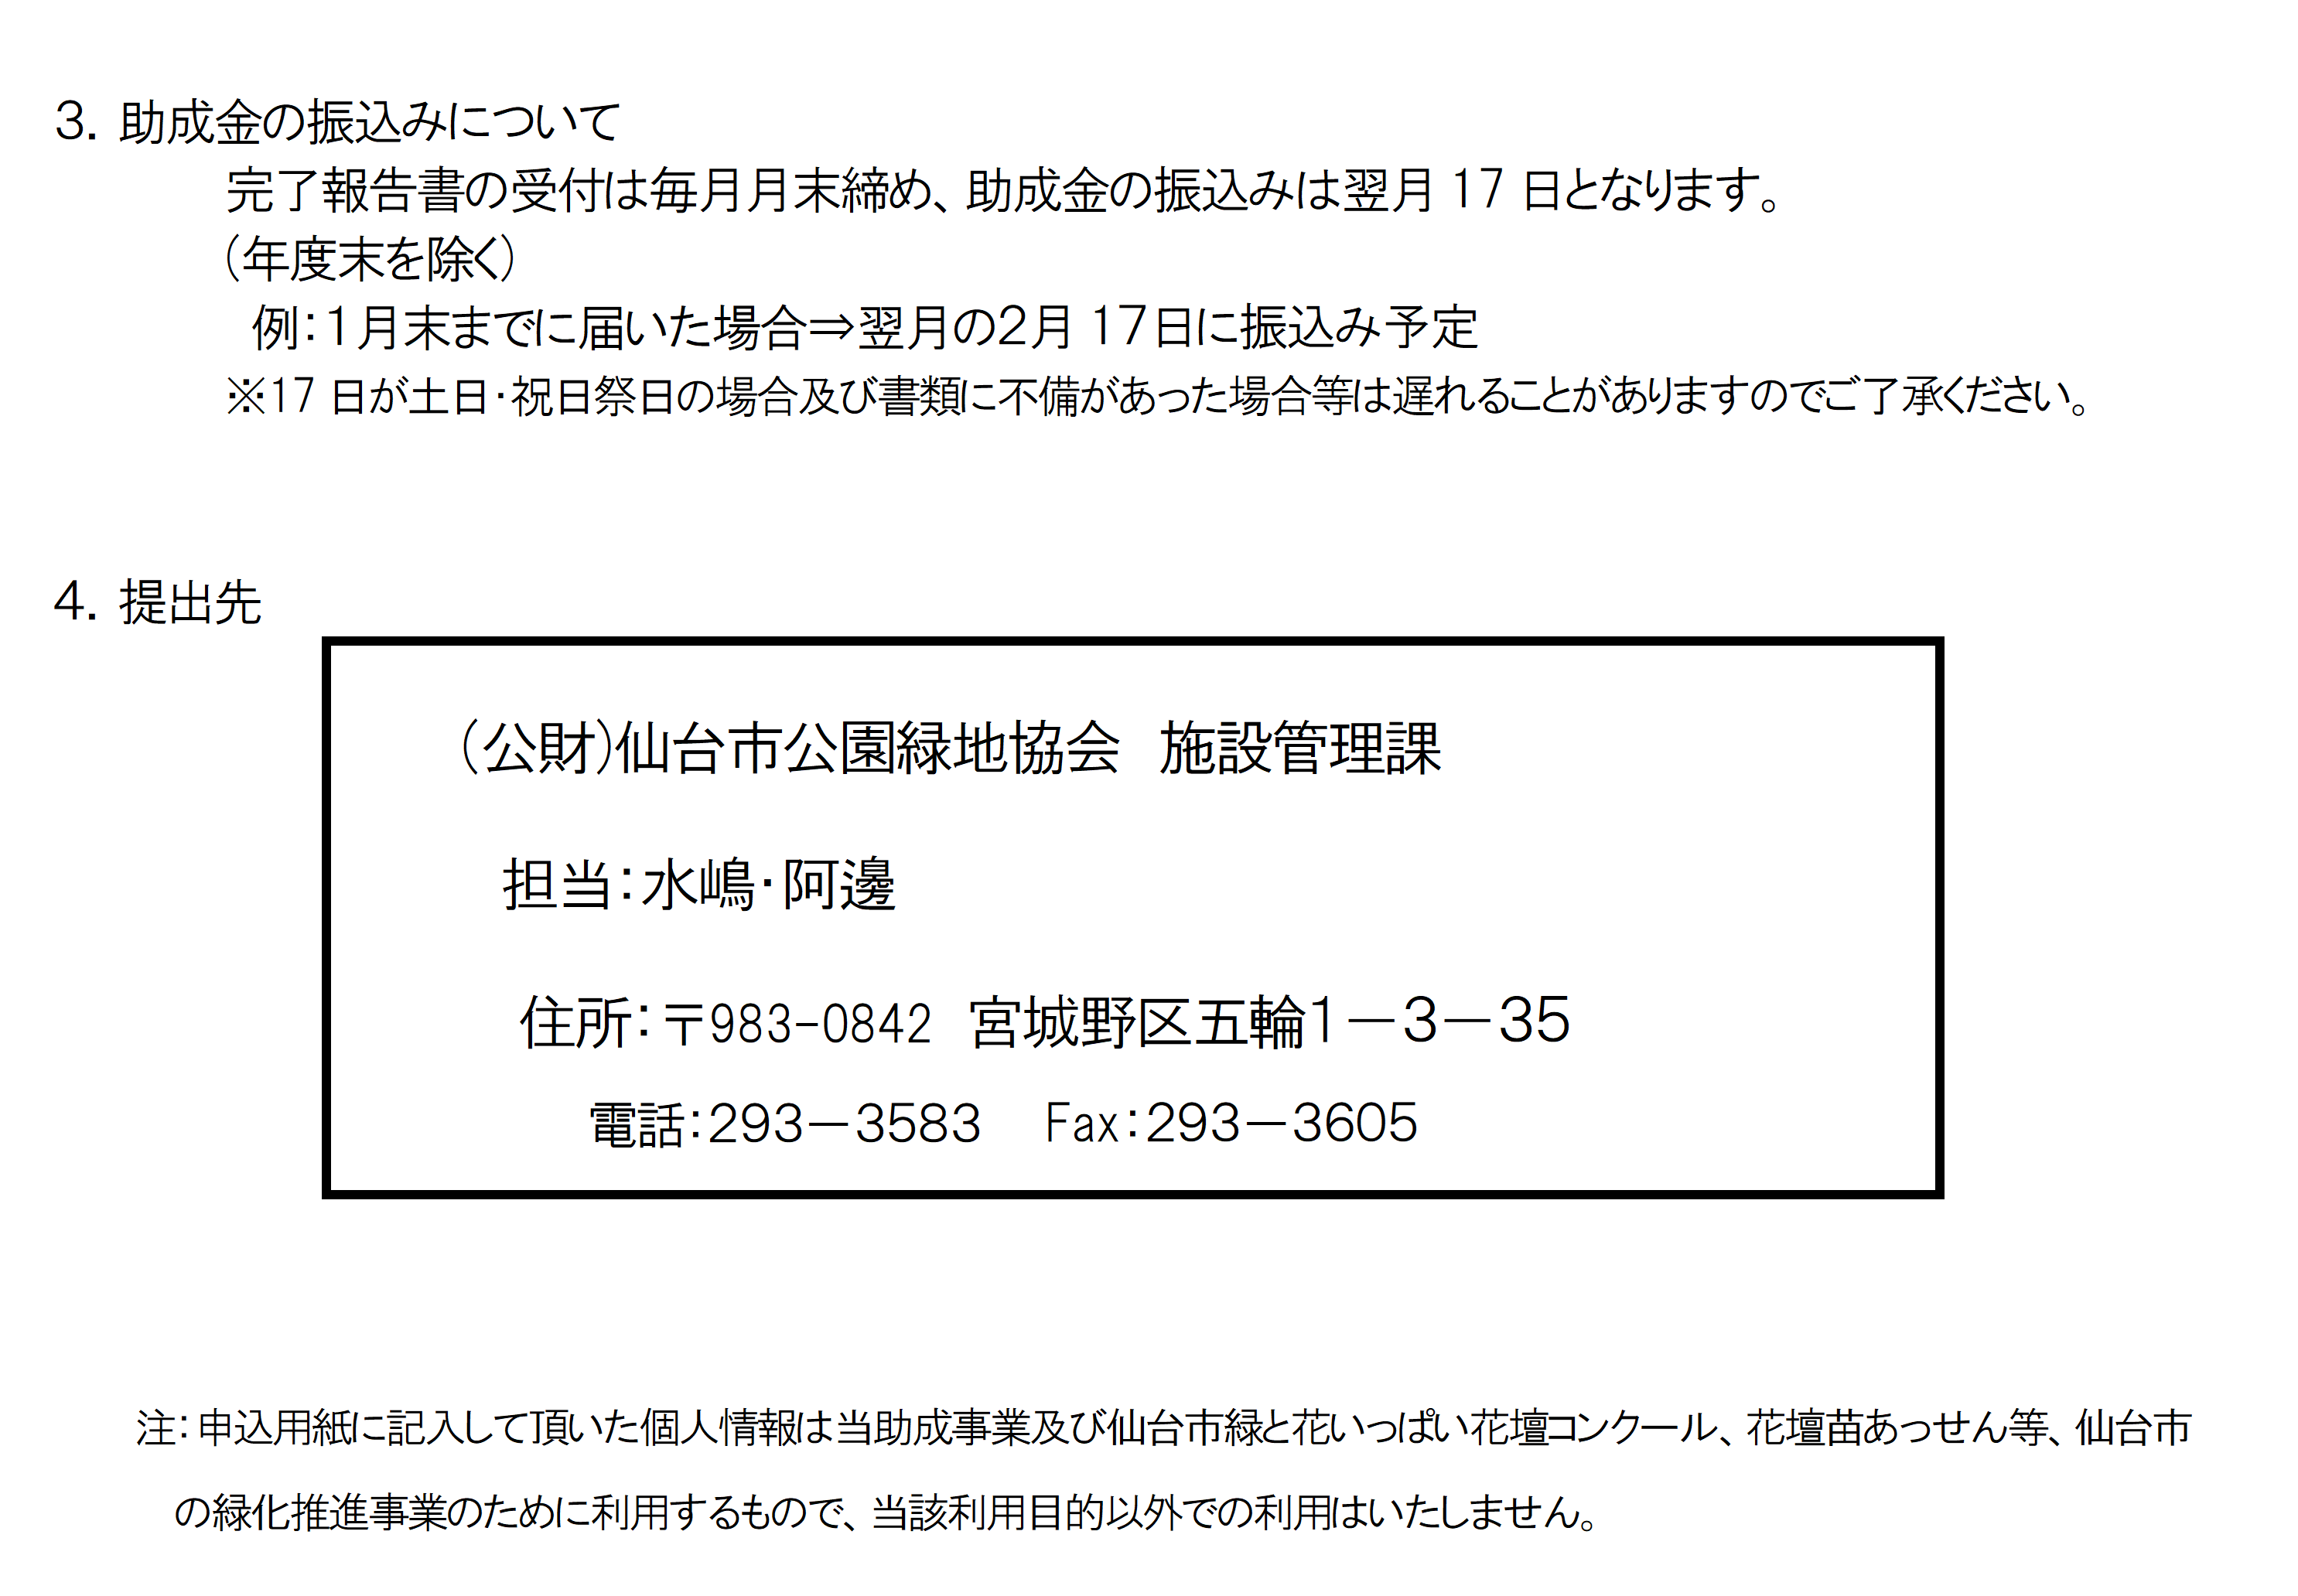 3. 助成金の振込みについて
完了報告書の受付は毎月月末締め、助成金の振込みは翌月 17 日となります。
(年度末を除く)
例：1月末までに届いた場合⇒翌月の2月 17日に振込み予定
※17 日が土日・祝日祭日の場合及び書類に不備があった場合等は遅れることがありますのでご了承ください。
4. 提出先
(公財)仙台市公園緑地協会　施設管理課
担当：水嶋・阿邊
住所：〒983-0842　宮城野区五輪1－3－35
電話：293－3583　Fax：293－3605
注：申込用紙に記入して頂いた個人情報は当助成事業及び仙台市緑と花いっぱい花壇コンクール、花壇苗あっせん等、仙台市
の緑化推進事業のために利用するもので、当該利用目的以外での利用はいたしません。